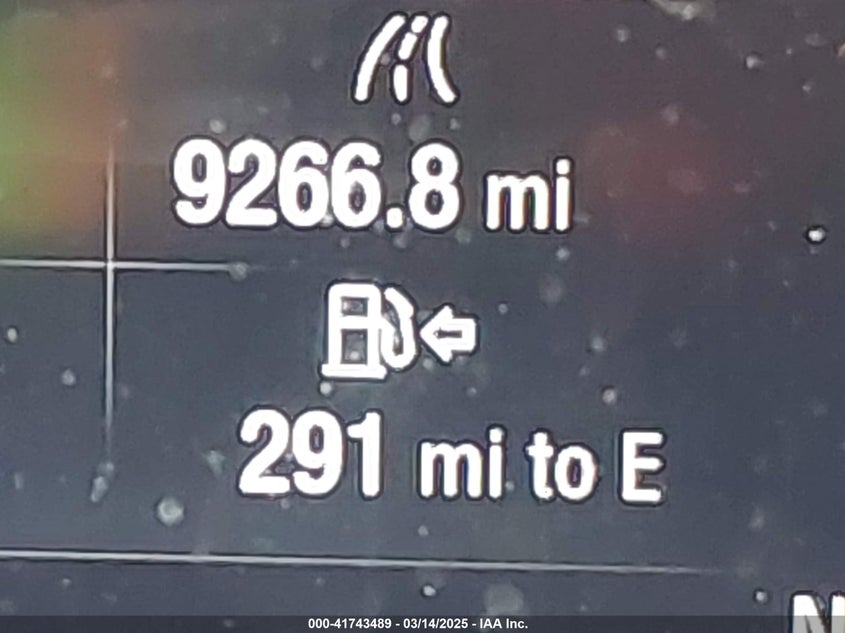 9266.8 mi
291 mi to E
N
000-41743489 - 03/14/2025 - IAA Inc.